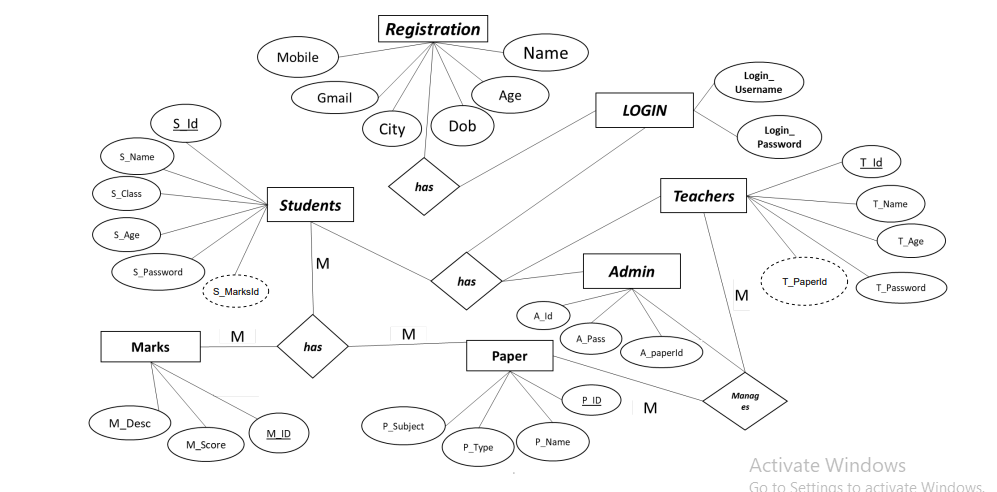 Registration
Mobile
Name
Gmail
Age
City
Dob
LOGIN
Login_
Username
Login_
Password
S_Id
S_Name
S_Class
S_Age
S_Password
S_MarksId
Students
has
Teachers
T_Id
T_Name
T_Age
T_PaperId
T_Password
has
Admin
A_Id
A_Pass
A_paperId
M
M
Marks
M
has
M
Paper
M_Desc
M_Score
M_ID
P_Subject
P_Type
P_Name
P_ID
M
Manag
es
Activate Windows
Go to Settings to activate Windows.